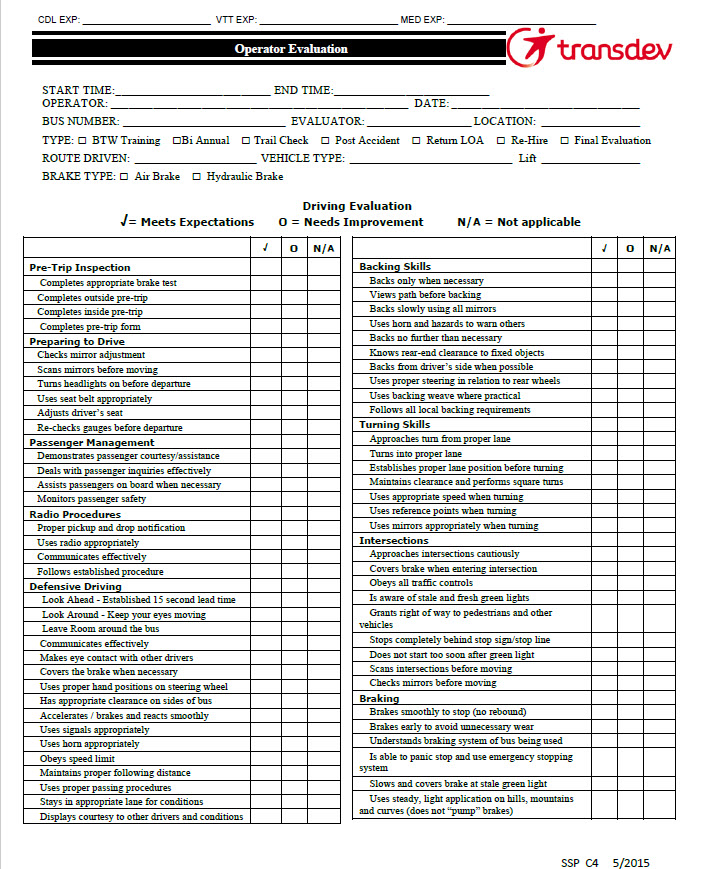 CDL EXP: ________________________ VTT EXP: __________________________ MED EXP: ____________________________
Operator Evaluation
transdev
START TIME:__________________________ END TIME:__________________________
OPERATOR: __________________________________________________ DATE: ________________________________
BUS NUMBER: ___________________________ EVALUATOR: __________________LOCATION: _________________
TYPE: ☐ BTW Training ☐Bi Annual ☐ Trail Check ☐ Post Accident ☐ Return LOA ☐ Re-Hire ☐ Final Evaluation
ROUTE DRIVEN: ____________________ VEHICLE TYPE: ___________________________ Lift ________________
BRAKE TYPE: ☐ Air Brake ☐ Hydraulic Brake
Driving Evaluation
√= Meets Expectations O = Needs Improvement N/A = Not applicable
√ O N/A
Pre-Trip Inspection
Completes appropriate brake test
Completes outside pre-trip
Completes inside pre-trip
Completes pre-trip form
Preparing to Drive
Checks mirror adjustment
Scans mirrors before moving
Turns headlights on before departure
Uses seat belt appropriately
Adjusts driver's seat
Re-checks gauges before departure
Passenger Management
Demonstrates passenger courtesy/assistance
Deals with passenger inquiries effectively
Assists passengers on board when necessary
Monitors passenger safety
Radio Procedures
Proper pickup and drop notification
Uses radio appropriately
Communicates effectively
Follows established procedure
Defensive Driving
Look Ahead - Established 15 second lead time
Look Around - Keep your eyes moving
Leave Room around the bus
Communicates effectively
Makes eye contact with other drivers
Covers the brake when necessary
Uses proper hand positions on steering wheel
Has appropriate clearance on sides of bus
Accelerates / brakes and reacts smoothly
Uses signals appropriately
Uses horn appropriately
Obeys speed limit
Maintains proper following distance
Uses proper passing procedures
Stays in appropriate lane for conditions
Displays courtesy to other drivers and conditions
√ O N/A
Backing Skills
Backs only when necessary
Views path before backing
Backs slowly using all mirrors
Uses horn and hazards to warn others
Backs no further than necessary
Knows rear-end clearance to fixed objects
Backs from driver's side when possible
Uses proper steering in relation to rear wheels
Uses backing weave where practical
Follows all local backing requirements
Turning Skills
Approaches turn from proper lane
Turns into proper lane
Establishes proper lane position before turning
Maintains clearance and performs square turns
Uses appropriate speed when turning
Uses reference points when turning
Uses mirrors appropriately when turning
Intersections
Approaches intersections cautiously
Covers brake when entering intersection
Obeys all traffic controls
Is aware of stale and fresh green lights
Grants right of way to pedestrians and other
vehicles
Stops completely behind stop sign/stop line
Does not start too soon after green light
Scans intersections before moving
Checks mirrors before moving
Braking
Brakes smoothly to stop (no rebound)
Brakes early to avoid unnecessary wear
Understands braking system of bus being used
Is able to panic stop and use emergency stopping
system
Slows and covers brake at stale green light
Uses steady, light application on hills, mountains
and curves (does not “pump” brakes)
SSP C4 5/2015